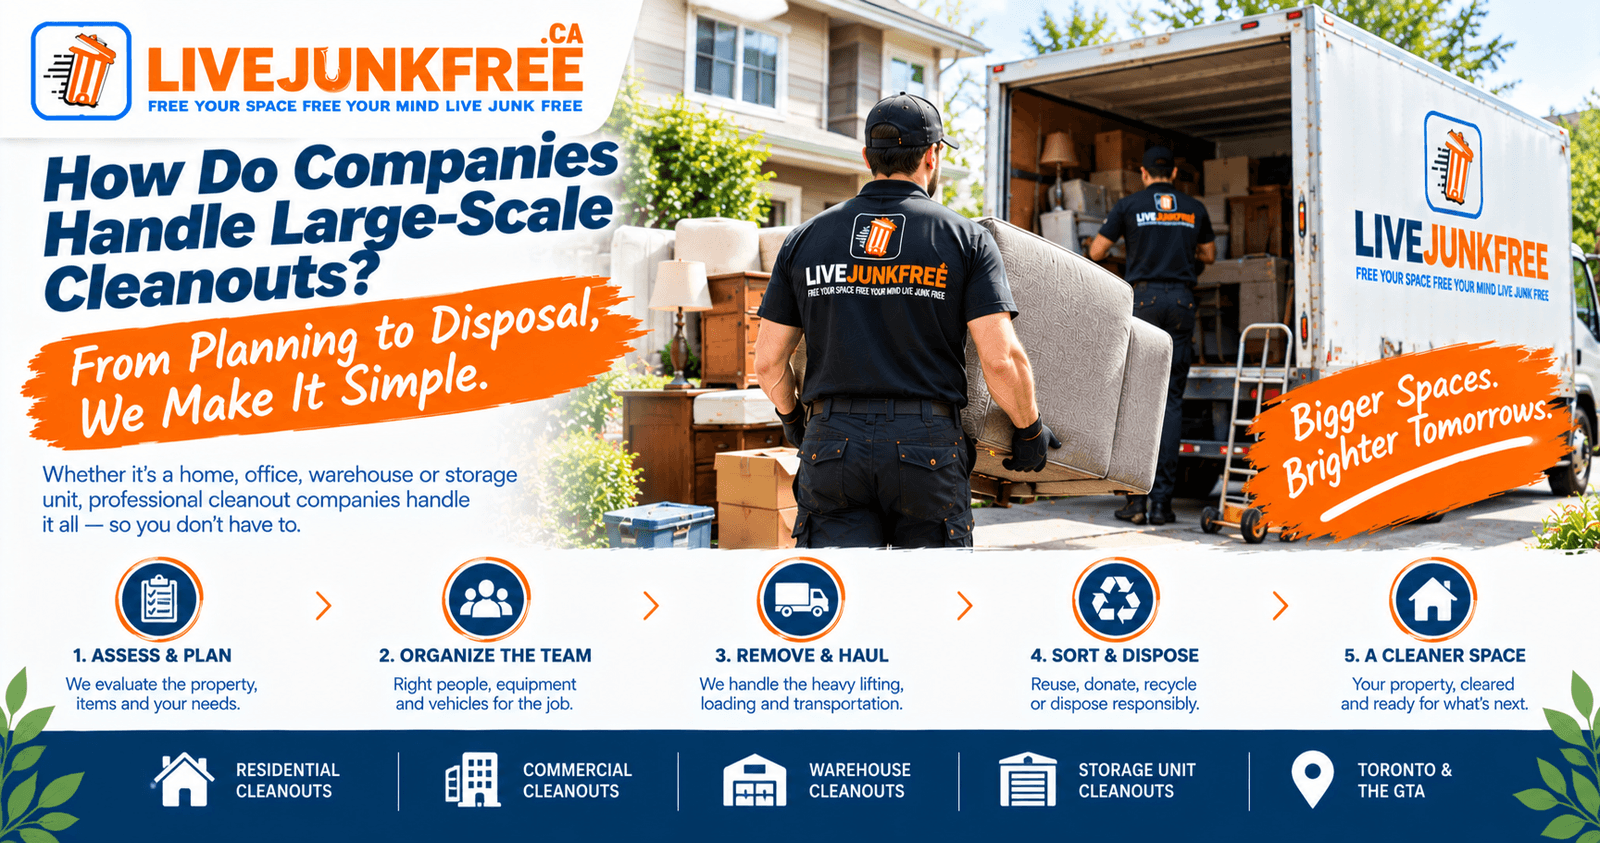 .CA
LIVEJUNKFREE
FREE YOUR SPACE FREE YOUR MIND LIVE JUNK FREE
How Do Companies
Handle Large-Scale
Cleanouts?
From Planning to Disposal,
We Make It Simple.
Whether it's a home, office, warehouse or storage
unit, professional cleanout companies handle
it all — so you don't have to.
LIVEJUNKFREE
FREE YOUR SPACE FREE YOUR MIND LIVE JUNK FREE
LIVEJUNKFREE
LIVEJUNKFREE
FREE YOUR SPACE FREE YOUR MIND LIVE JUNK FREE
Bigger Spaces.
Brighter Tomorrows.
1. ASSESS & PLAN
We evaluate the property,
items and your needs.
2. ORGANIZE THE TEAM
Right people, equipment
and vehicles for the job.
3. REMOVE & HAUL
We handle the heavy lifting,
loading and transportation.
4. SORT & DISPOSE
Reuse, donate, recycle
or dispose responsibly.
5. A CLEANER SPACE
Your property, cleared
and ready for what's next.
RESIDENTIAL
CLEANOUTS
COMMERCIAL
CLEANOUTS
WAREHOUSE
CLEANOUTS
STORAGE UNIT
CLEANOUTS
TORONTO &
THE GTA